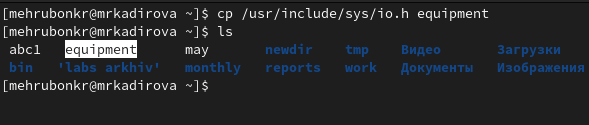 [mehrubonkr@mrkadirova ~]$ cp /usr/include/sys/io.h equipment
[mehrubonkr@mrkadirova ~]$ ls
abc1 equipment may newdir tmp Видео Загрузки
bin 'labs arkhiv' monthly reports work Документы Изображения
[mehrubonkr@mrkadirova ~]$